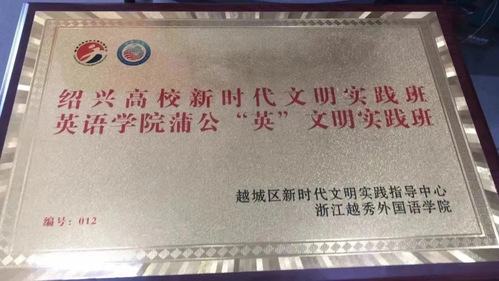 绍兴高校新时代文明实践班
英语学院蒲公“英”文明实践班
越城区新时代文明实践指导中心
浙江越秀外国语学院
编号：012